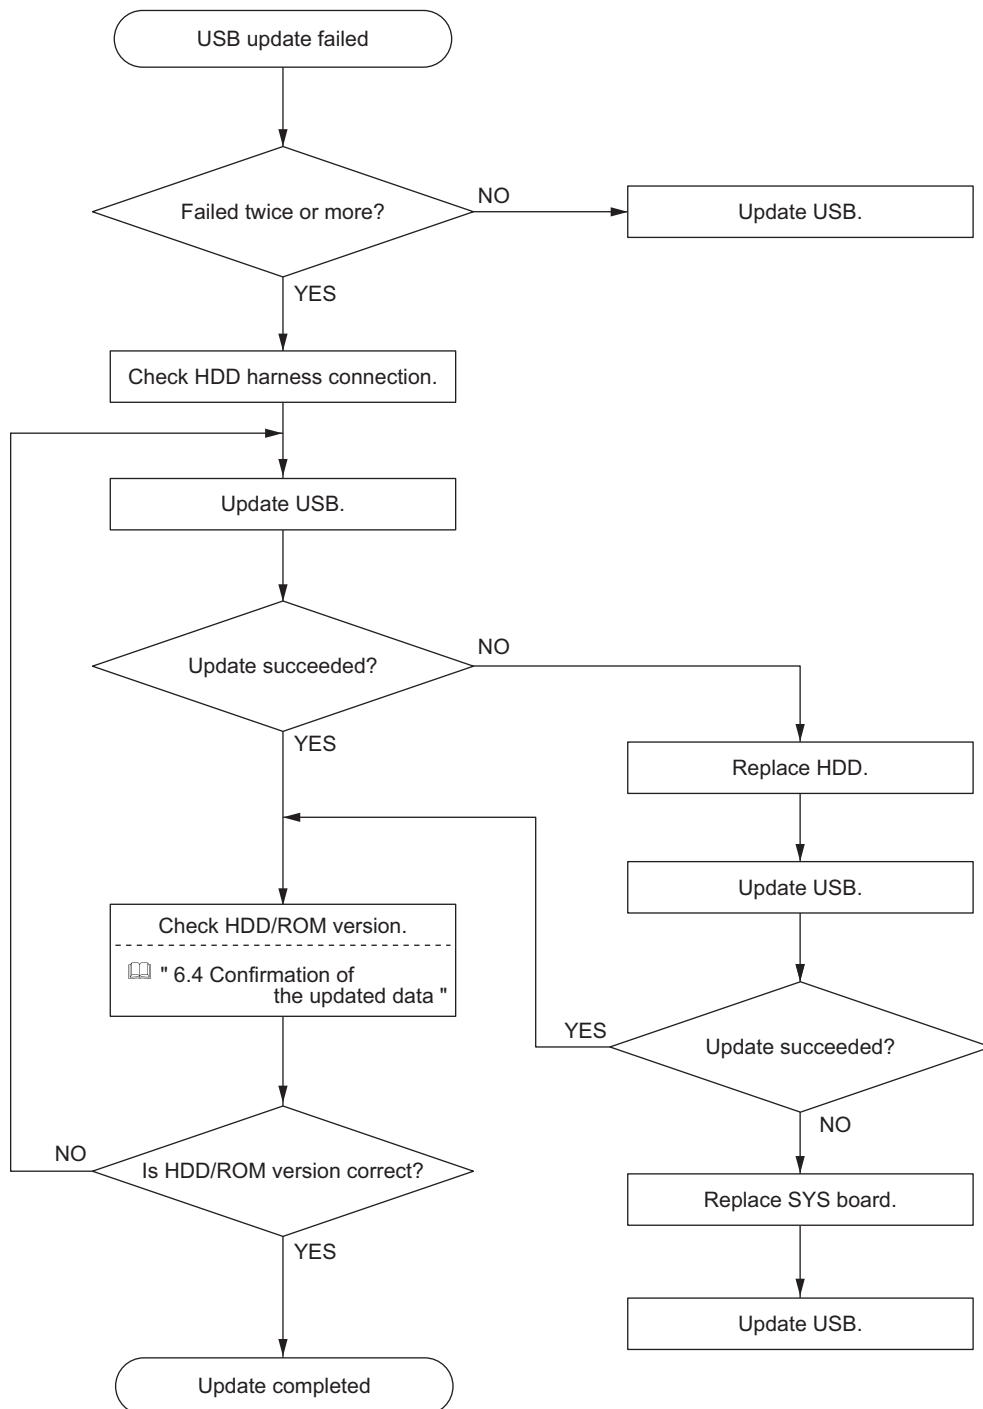 USB update failed
Failed twice or more?
NO
Update USB.
YES
Check HDD harness connection.
Update USB.
Update succeeded?
NO
YES
Replace HDD.
Update USB.
Check HDD/ROM version.
" 6.4 Confirmation of
the updated data "
YES
Update succeeded?
NO
NO
Is HDD/ROM version correct?
Replace SYS board.
YES
Update USB.
Update completed